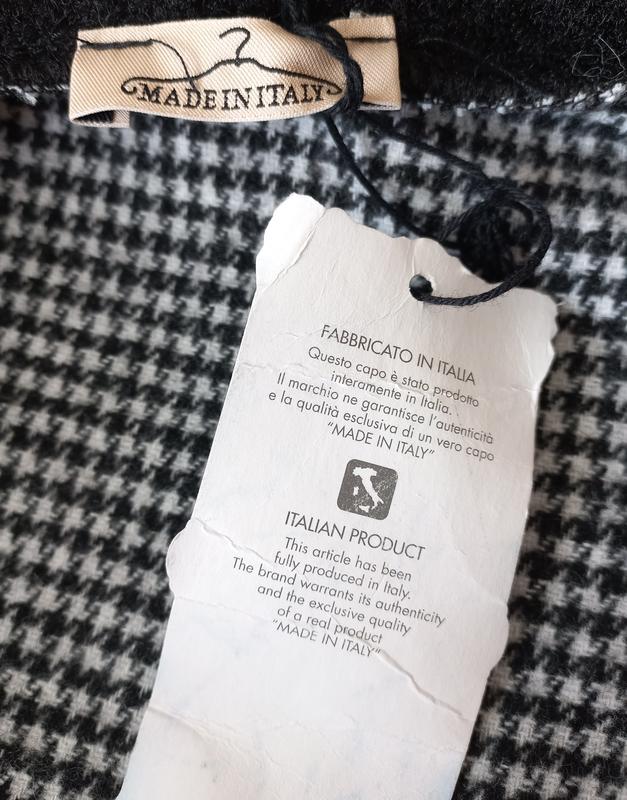 MADE IN ITALY
FABBRICATO IN ITALIA
Questo capo è stato prodotto
interamente in Italia.
Il marchio ne garantisce l'autenticità
e la qualità esclusiva di un vero capo
"MADE IN ITALY"
ITALIAN PRODUCT
This article has been
fully produced in Italy.
The brand warrants its authenticity
and the exclusive quality
of a real product
"MADE IN ITALY"